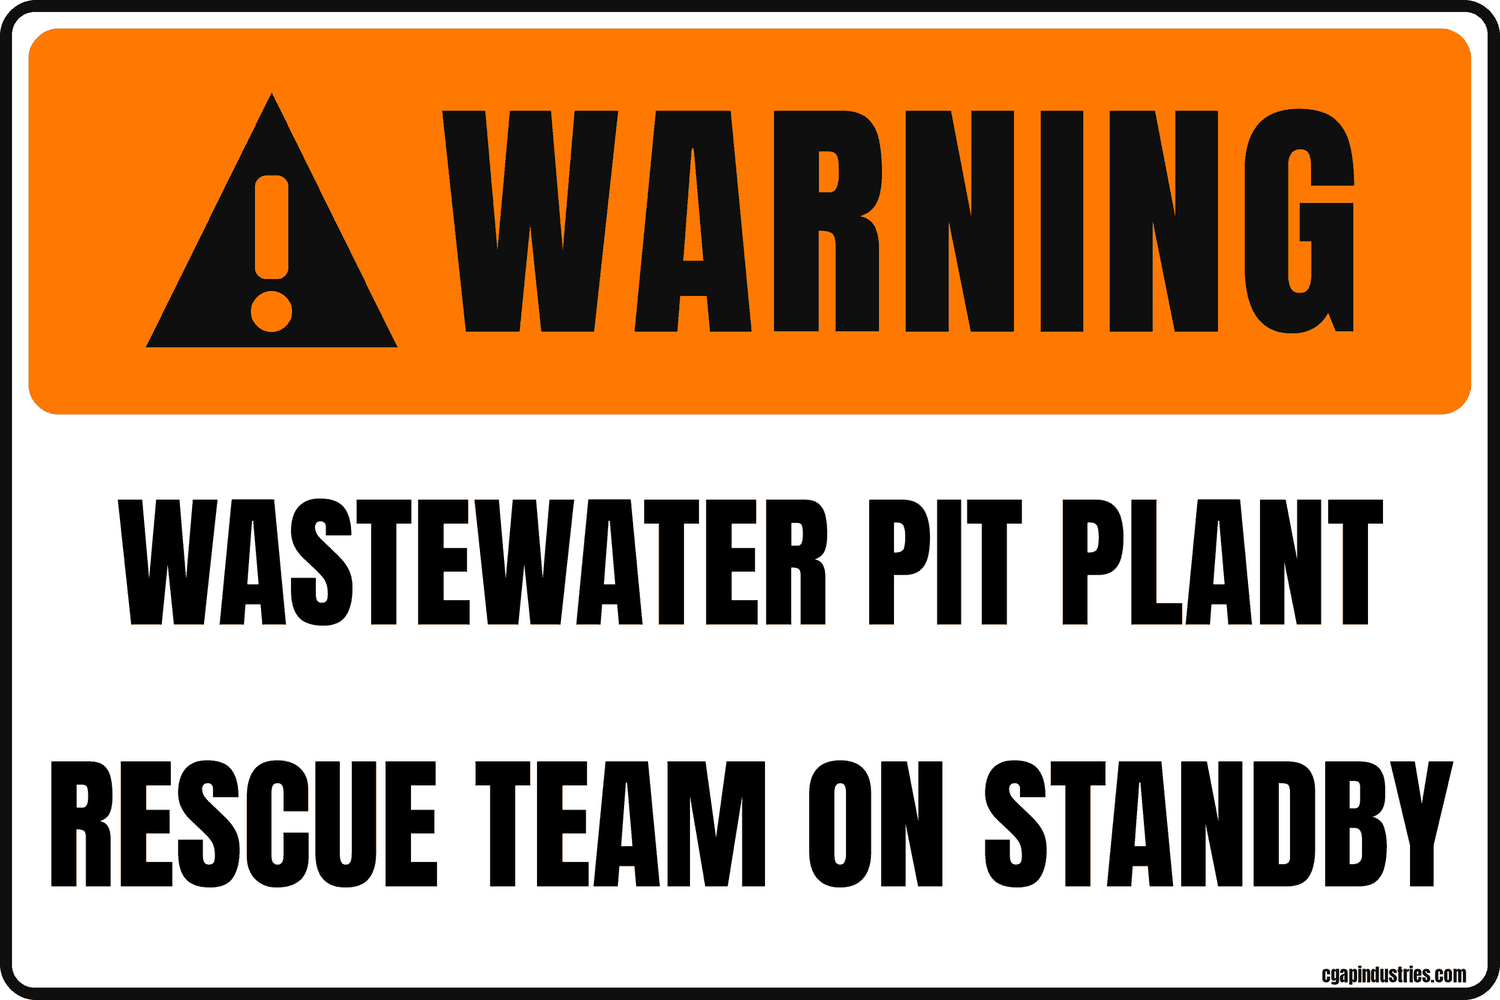 WARNING
WASTEWATER PIT PLANT
RESCUE TEAM ON STANDBY
cgapindustries.com